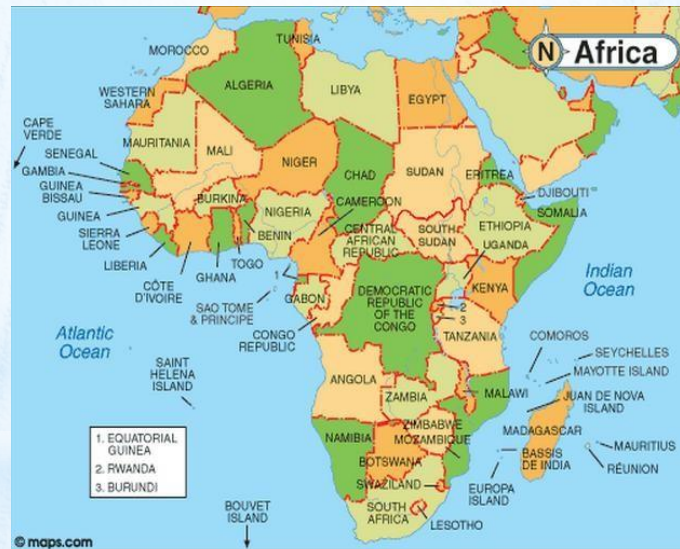 N Africa
MOROCCO
TUNISIA
ALGERIA
LIBYA
EGYPT
WESTERN
SAHARA
CAPE
VERDE
MAURITANIA
MALI
NIGER
CHAD
SUDAN
ERITREA
DJIBOUTI
SENEGAL
GAMBIA
GUINEA
BISSAU
GUINEA
SIERRA
LEONE
LIBERIA
CÔTE
D'IVOIRE
GHANA
TOGO
BENIN
BURKINA
NIGERIA
CAMEROON
CENTRAL
AFRICAN
REPUBLIC
SOUTH
SUDAN
ETHIOPIA
SOMALIA
UGANDA
KENYA
1
SAO TOME
& PRINCIPE
GABON
CONGO
REPUBLIC
DEMOCRATIC
REPUBLIC
OF THE
CONGO
2
3
TANZANIA
Indian
Ocean
Atlantic
Ocean
SAINT
HELENA
ISLAND
COMOROS
SEYCHELLES
MAYOTTE ISLAND
JUAN DE NOVA
ISLAND
ANGOLA
ZAMBIA
MALAWI
ZIMBABWE
MOZAMBIQUE
MADAGASCAR
BASSIS
DE INDIA
MAURITIUS
RÉUNION
NAMIBIA
BOTSWANA
SWAZILAND
EUROPA
ISLAND
SOUTH
AFRICA
LESOTHO
1. EQUATORIAL
GUINEA
2. RWANDA
3. BURUNDI
BOUVET
ISLAND
© maps.com